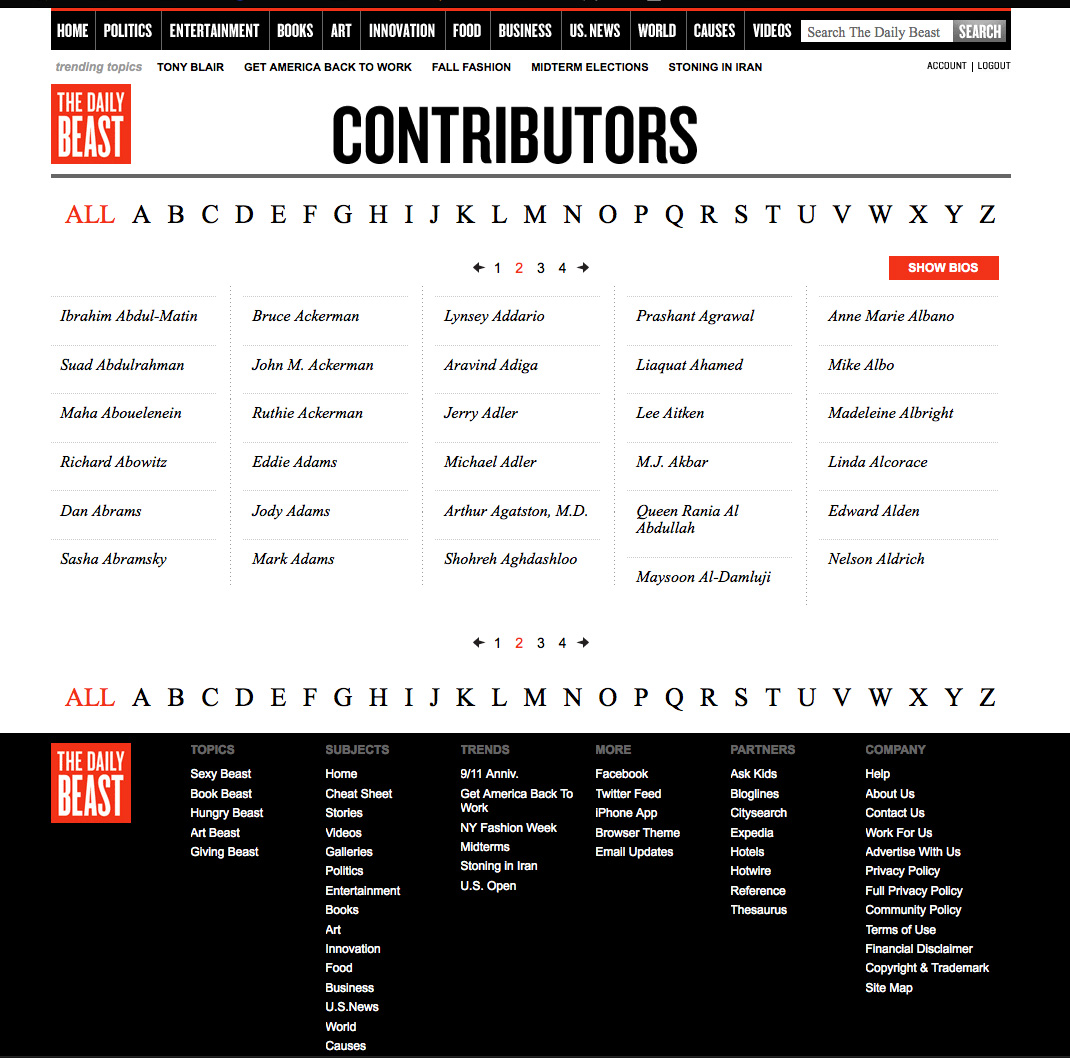 HOME POLITICS ENTERTAINMENT BOOKS ART INNOVATION FOOD BUSINESS US. NEWS WORLD CAUSES VIDEOS Search The Daily Beast SEARCH
trending topics TONY BLAIR GET AMERICA BACK TO WORK FALL FASHION MIDTERM ELECTIONS STONING IN IRAN ACCOUNT | LOGOUT
THE DAILY
BEAST
CONTRIBUTORS
ALL A B C D E F G H I J K L M N O P Q R S T U V W X Y Z
1 2 3 4
SHOW BIOS
Ibrahim Abdul-Matin
Suad Abdulrahman
Maha Abouelenein
Richard Abowitz
Dan Abrams
Sasha Abramsky
Bruce Ackerman
John M. Ackerman
Ruthie Ackerman
Eddie Adams
Jody Adams
Mark Adams
Lynsey Addario
Aravind Adiga
Jerry Adler
Michael Adler
Arthur Agatston, M.D.
Shohreh Aghdashloo
Prashant Agrawal
Liaquat Ahamed
Lee Aitken
M.J. Akbar
Queen Rania Al
Abdullah
Maysoon Al-Damluji
Anne Marie Albano
Mike Albo
Madeleine Albright
Linda Alcorace
Edward Alden
Nelson Aldrich
1 2 3 4
ALL A B C D E F G H I J K L M N O P Q R S T U V W X Y Z
THE DAILY
BEAST
TOPICS
Sexy Beast
Book Beast
Hungry Beast
Art Beast
Giving Beast
SUBJECTS
Home
Cheat Sheet
Stories
Videos
Galleries
Politics
Entertainment
Books
Art
Innovation
Food
Business
U.S.News
World
Causes
TRENDS
9/11 Anniv.
Get America Back To
Work
NY Fashion Week
Midterms
Stoning in Iran
U.S. Open
MORE
Facebook
Twitter Feed
iPhone App
Browser Theme
Email Updates
PARTNERS
Ask Kids
Bloglines
Citysearch
Expedia
Hotels
Hotwire
Reference
Thesaurus
COMPANY
Help
About Us
Contact Us
Work For Us
Advertise With Us
Privacy Policy
Full Privacy Policy
Community Policy
Terms of Use
Financial Disclaimer
Copyright & Trademark
Site Map